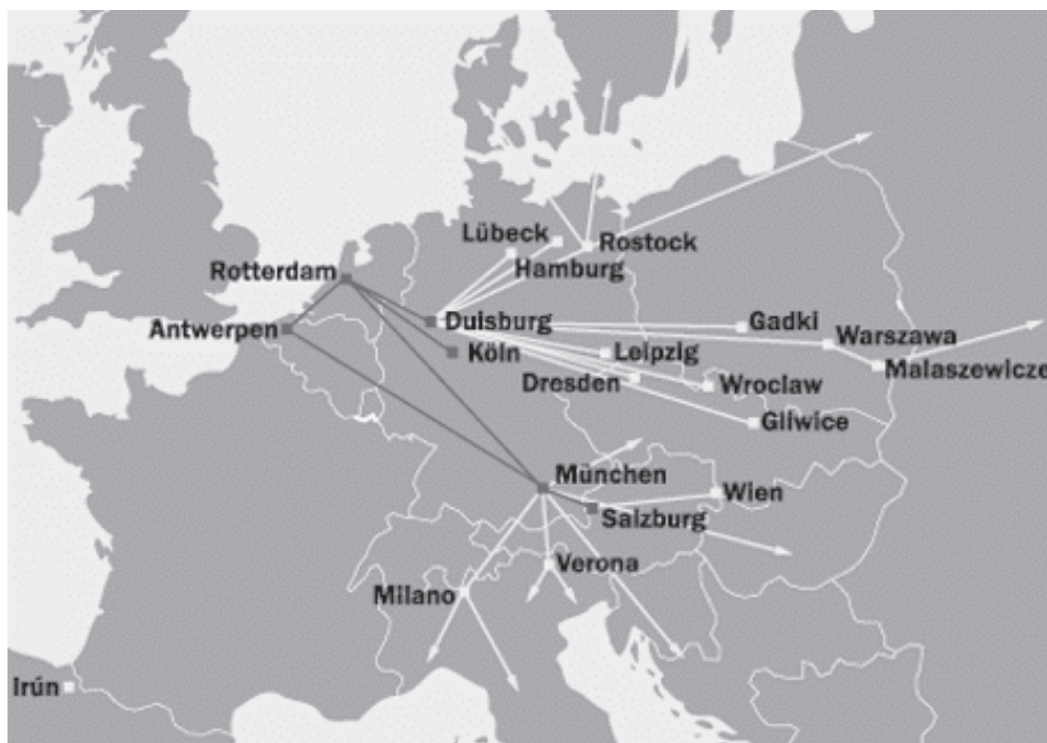 Lübeck
Rostock
Hamburg
Rotterdam
Antwerpen
Duisburg
Gadki
Warszawa
Köln
Leipzig
Malaszewicze
Dresden
Wroclaw
Gliwice
München
Wien
Salzburg
Verona
Milano
Irún